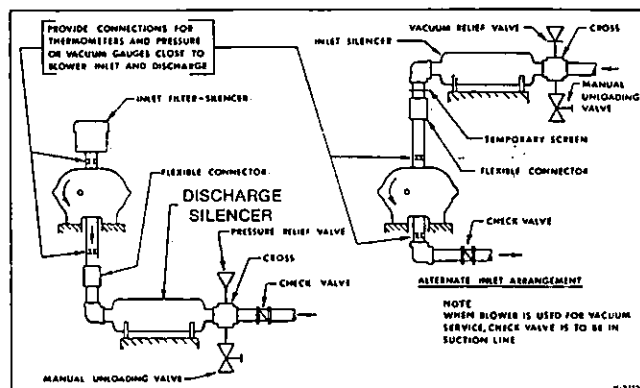 PROVIDE CONNECTIONS FOR
THERMOMETERS AND PRESSURE
OR VACUUM GAUGES CLOSE TO
BLOWER INLET AND DISCHARGE
INLET FILTER-SILENCER
FLEXIBLE CONNECTOR
DISCHARGE
SILENCER
PRESSURE RELIEF VALVE
CROSS
CHECK VALVE
MANUAL UNLOADING VALVE
VACUUM RELIEF VALVE
INLET SILENCER
CROSS
MANUAL
UNLOADING
VALVE
TEMPORARY SCREEN
FLEXIBLE CONNECTOR
CHECK VALVE
ALTERNATE INLET ARRANGEMENT
NOTE
WHEN BLOWER IS USED FOR VACUUM
SERVICE, CHECK VALVE IS TO BE IN
SUCTION LINE